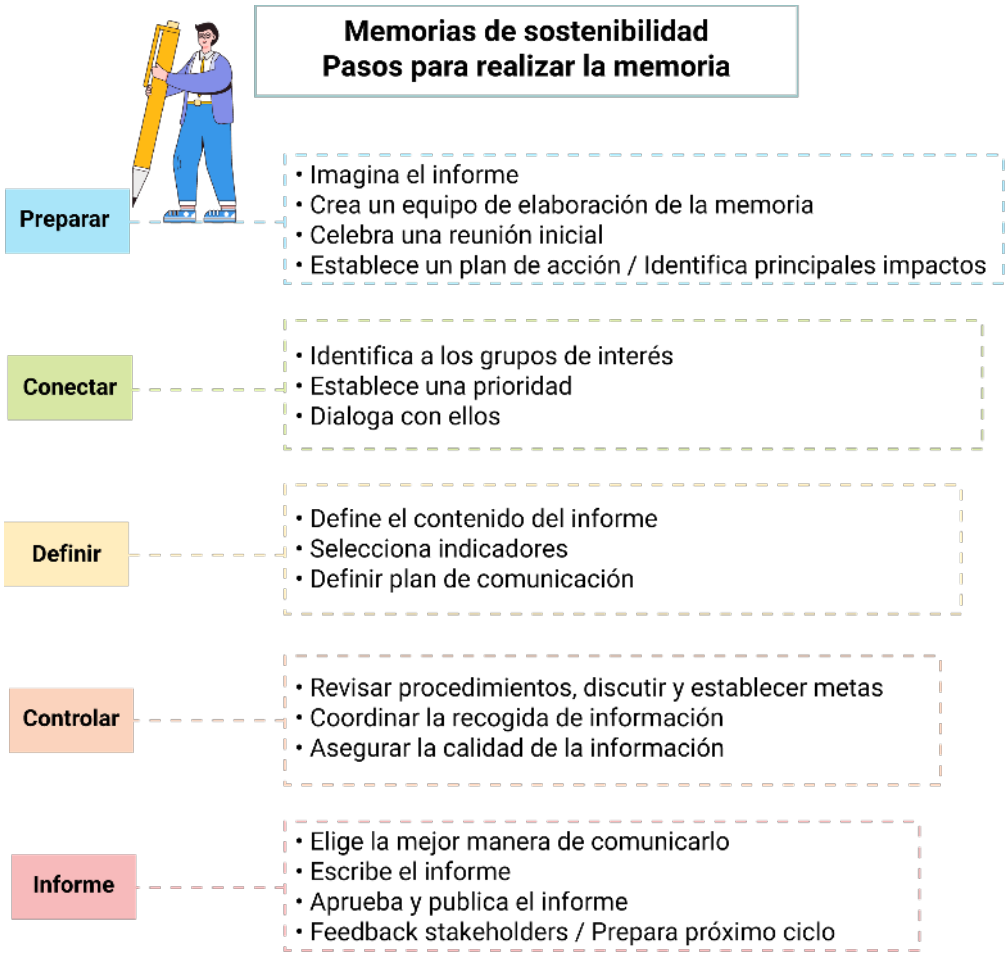 Memorias de sostenibilidad
Pasos para realizar la memoria
Preparar
• Imagina el informe
• Crea un equipo de elaboración de la memoria
• Celebra una reunión inicial
• Establece un plan de acción / Identifica principales impactos
Conectar
• Identifica a los grupos de interés
• Establece una prioridad
• Dialoga con ellos
Definir
• Define el contenido del informe
• Selecciona indicadores
• Definir plan de comunicación
Controlar
• Revisar procedimientos, discutir y establecer metas
• Coordinar la recogida de información
• Asegurar la calidad de la información
Informe
• Elige la mejor manera de comunicarlo
• Escribe el informe
• Aprueba y publica el informe
• Feedback stakeholders / Prepara próximo ciclo